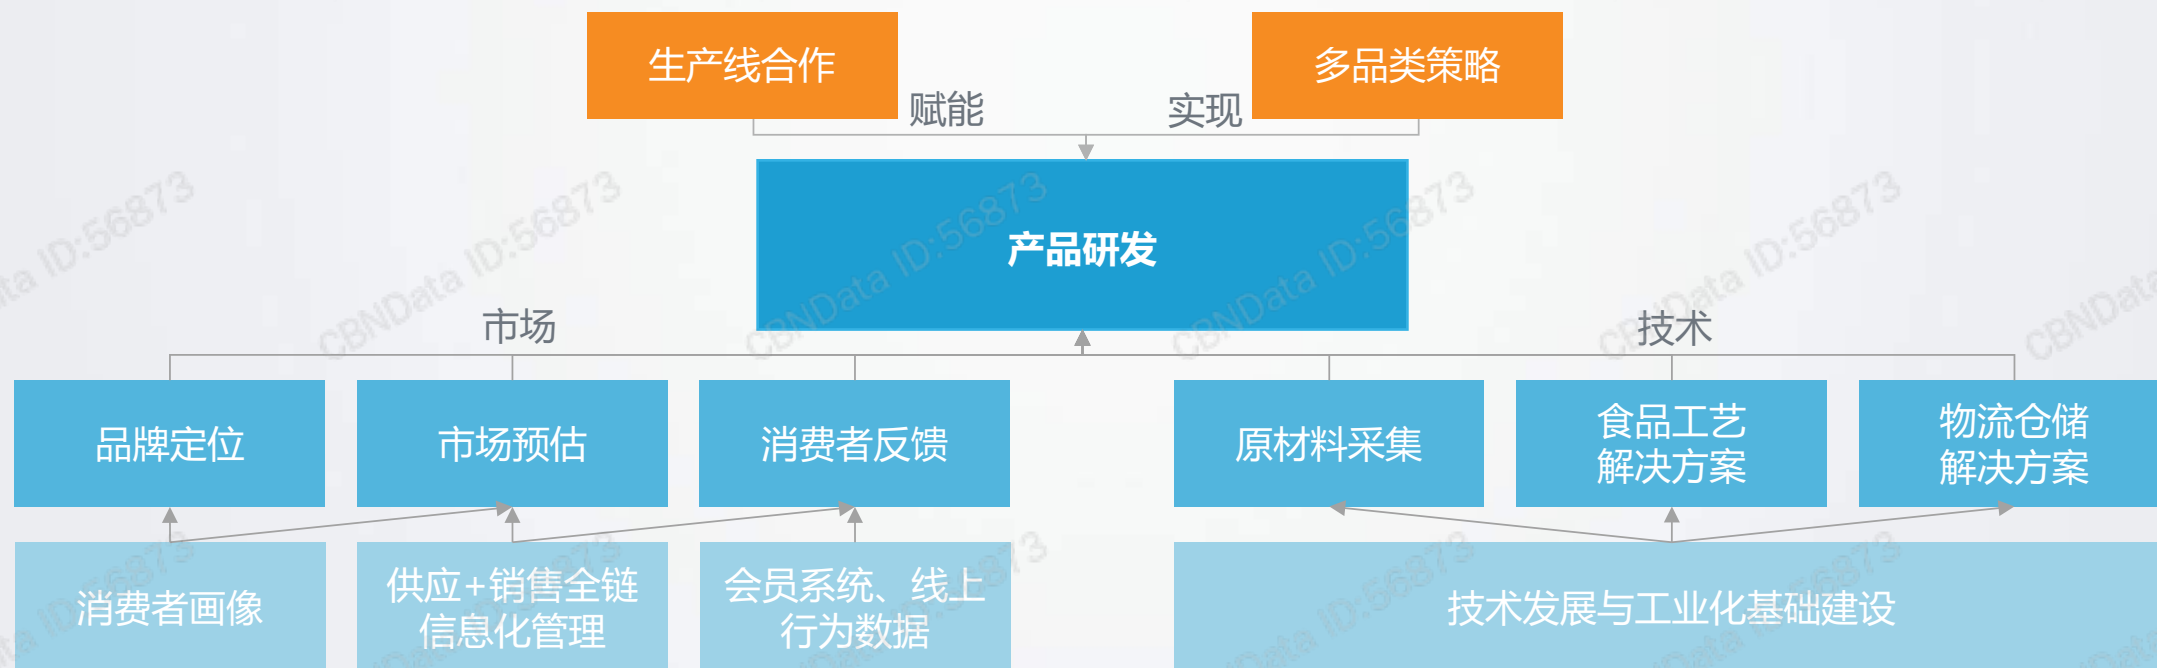 生产线合作
多品类策略
赋能
实现
产品研发
市场
技术
品牌定位
市场预估
消费者反馈
原材料采集
食品工艺
解决方案
物流仓储
解决方案
消费者画像
供应+销售全链
信息化管理
会员系统、线上
行为数据
技术发展与工业化基础建设
CBNData ID:56873